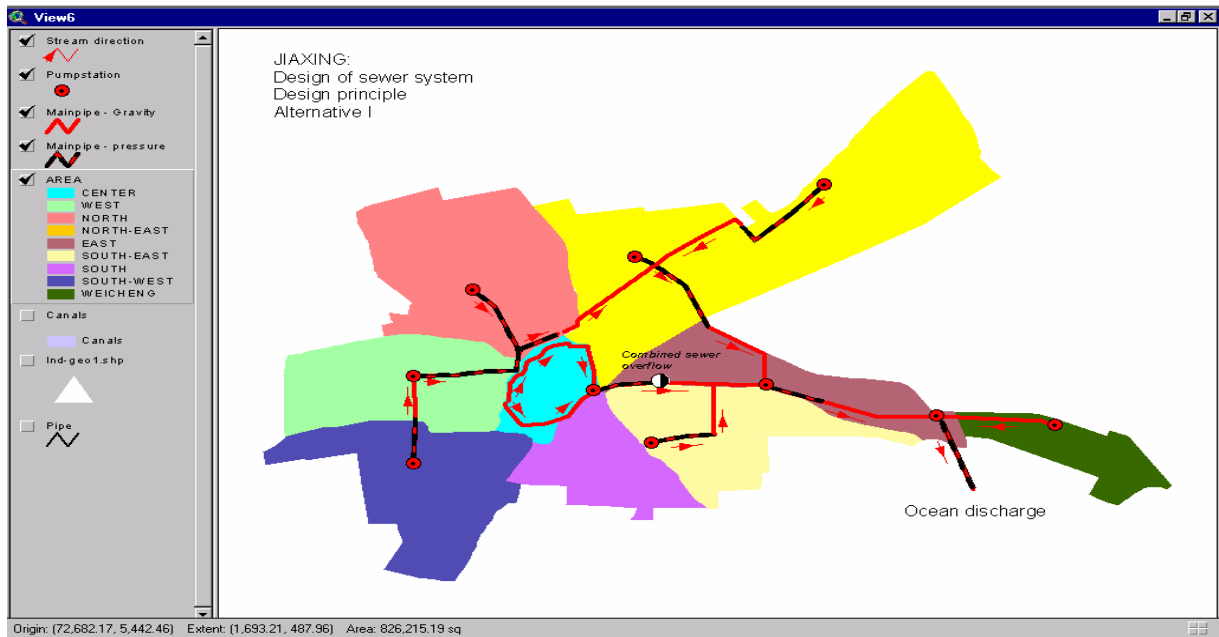 View6
Stream direction
Pumpstation
Mainpipe - Gravity
Mainpipe - pressure
AREA
CENTER
WEST
NORTH
NORTH-EAST
EAST
SOUTH-EAST
SOUTH
SOUTH-WEST
WEICHENG
Canals
Canals
Ind-geo1.shp
Pipe
JIAXING:
Design of sewer system
Design principle
Alternative I
Combined sewer
overflow
Ocean discharge
Origin: (72,682.17, 5,442.46) Extent: (1,693.21, 487.96) Area: 826,215.19 sq